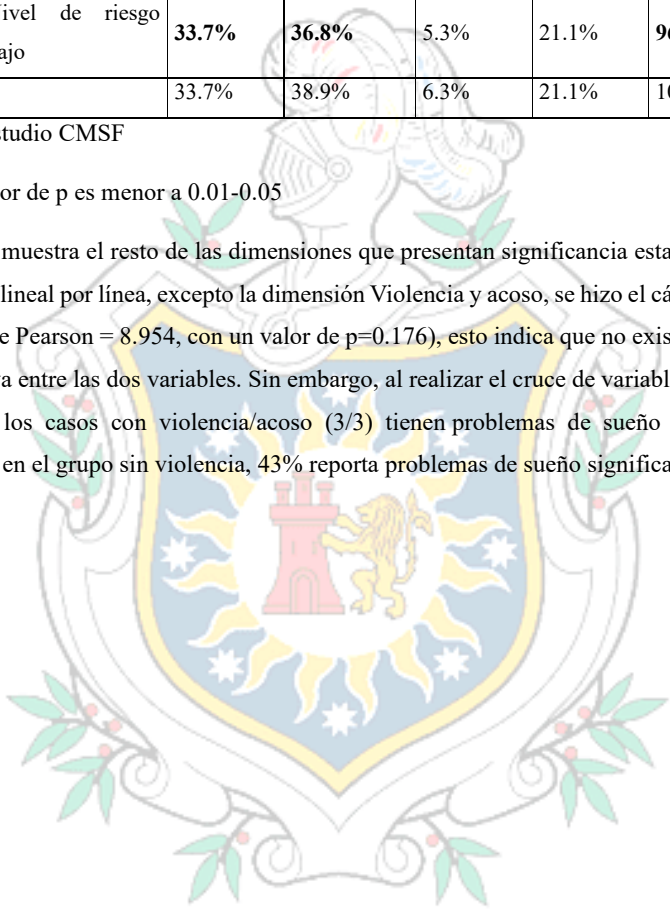 ivel de riesgo
ajo 33.7% 36.8% 5.3% 21.1% 9
33.7% 38.9% 6.3% 21.1% 1
studio CMSF
or de p es menor a 0.01-0.05
muestra el resto de las dimensiones que presentan significancia esta
lineal por línea, excepto la dimensión Violencia y acoso, se hizo el cá
e Pearson = 8.954, con un valor de p=0.176), esto indica que no exis
va entre las dos variables. Sin embargo, al realizar el cruce de variabl
los casos con violencia/acoso (3/3) tienen problemas de sueño
en el grupo sin violencia, 43% reporta problemas de sueño significa